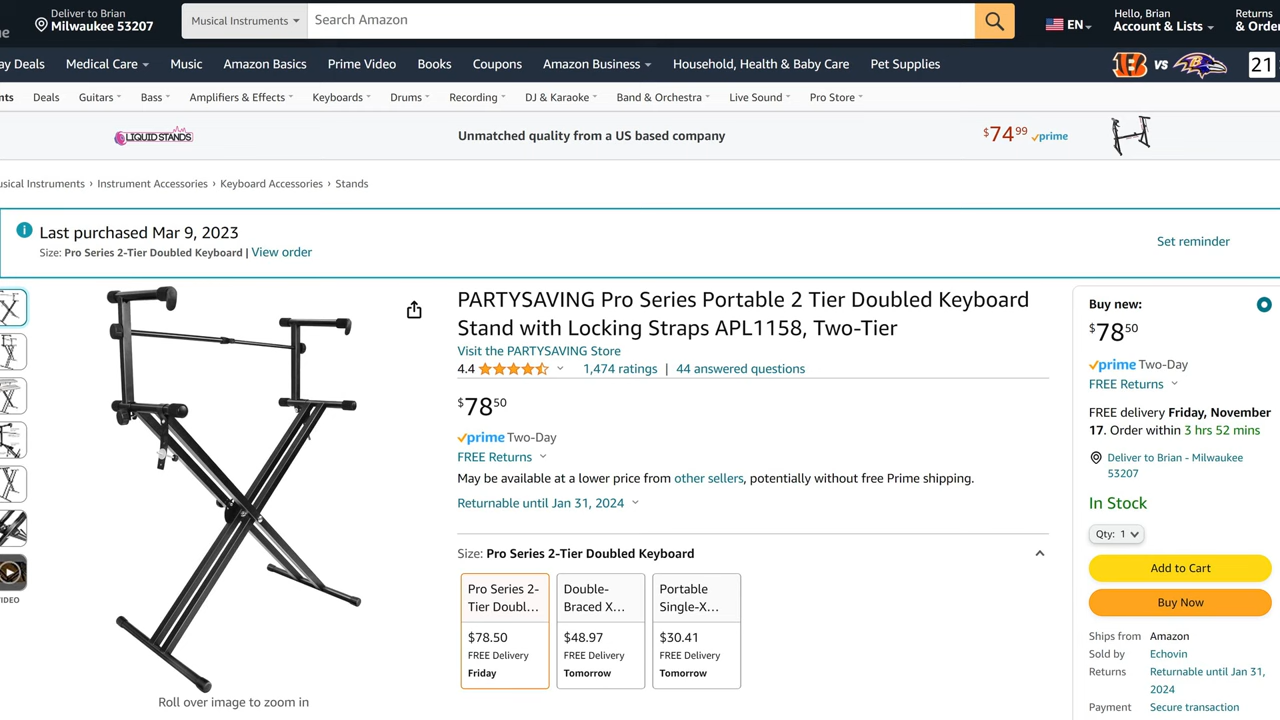 Deliver to Brian
Milwaukee 53207
Musical Instruments
Search Amazon
EN
Hello, Brian
Account & Lists
Returns
& Order
ay Deals
Medical Care
Music
Amazon Basics
Prime Video
Books
Coupons
Amazon Business
Household, Health & Baby Care
Pet Supplies
VS
21
nts
Deals
Guitars
Bass
Amplifiers & Effects
Keyboards
Drums
Recording
DJ & Karaoke
Band & Orchestra
Live Sound
Pro Store
LIQUID STANDS
Unmatched quality from a US based company
$74.99 prime
usical Instruments › Instrument Accessories › Keyboard Accessories › Stands
Last purchased Mar 9, 2023
Size: Pro Series 2-Tier Doubled Keyboard | View order
Set reminder
VIDEO
Roll over image to zoom in
PARTYSAVING Pro Series Portable 2 Tier Doubled Keyboard
Stand with Locking Straps APL1158, Two-Tier
Visit the PARTYSAVING Store
4.4
1,474 ratings | 44 answered questions
$78.50
prime Two-Day
FREE Returns
May be available at a lower price from other sellers, potentially without free Prime shipping.
Returnable until Jan 31, 2024
Size: Pro Series 2-Tier Doubled Keyboard
Pro Series 2-
Tier Doubl...
$78.50
FREE Delivery
Friday
Double-
Braced X...
$48.97
FREE Delivery
Tomorrow
Portable
Single-X...
$30.41
FREE Delivery
Tomorrow
Buy new:
$78.50
prime Two-Day
FREE Returns
FREE delivery Friday, November
17. Order within 3 hrs 52 mins
Deliver to Brian - Milwaukee
53207
In Stock
Qty: 1
Add to Cart
Buy Now
Ships from Amazon
Sold by Echovin
Returns Returnable until Jan 31,
2024
Payment Secure transaction